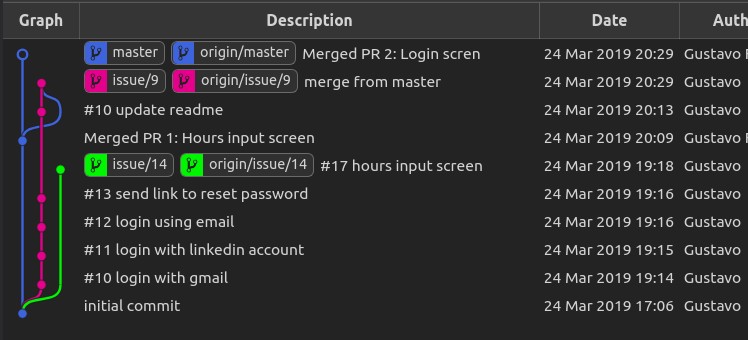 Graph Description Date Auth
master origin/master Merged PR 2: Login scren 24 Mar 2019 20:29 Gustavo
issue/9 origin/issue/9 merge from master 24 Mar 2019 20:29 Gustavo
#10 update readme 24 Mar 2019 20:13 Gustavo
Merged PR 1: Hours input screen 24 Mar 2019 20:09 Gustavo
issue/14 origin/issue/14 #17 hours input screen 24 Mar 2019 19:18 Gustavo
#13 send link to reset password 24 Mar 2019 19:16 Gustavo
#12 login using email 24 Mar 2019 19:16 Gustavo
#11 login with linkedin account 24 Mar 2019 19:15 Gustavo
#10 login with gmail 24 Mar 2019 19:14 Gustavo
initial commit 24 Mar 2019 17:06 Gustavo